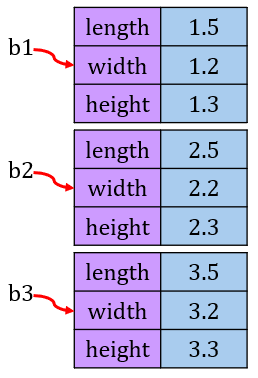 length 1.5
b1 width 1.2
height 1.3
length 2.5
b2 width 2.2
height 2.3
length 3.5
b3 width 3.2
height 3.3